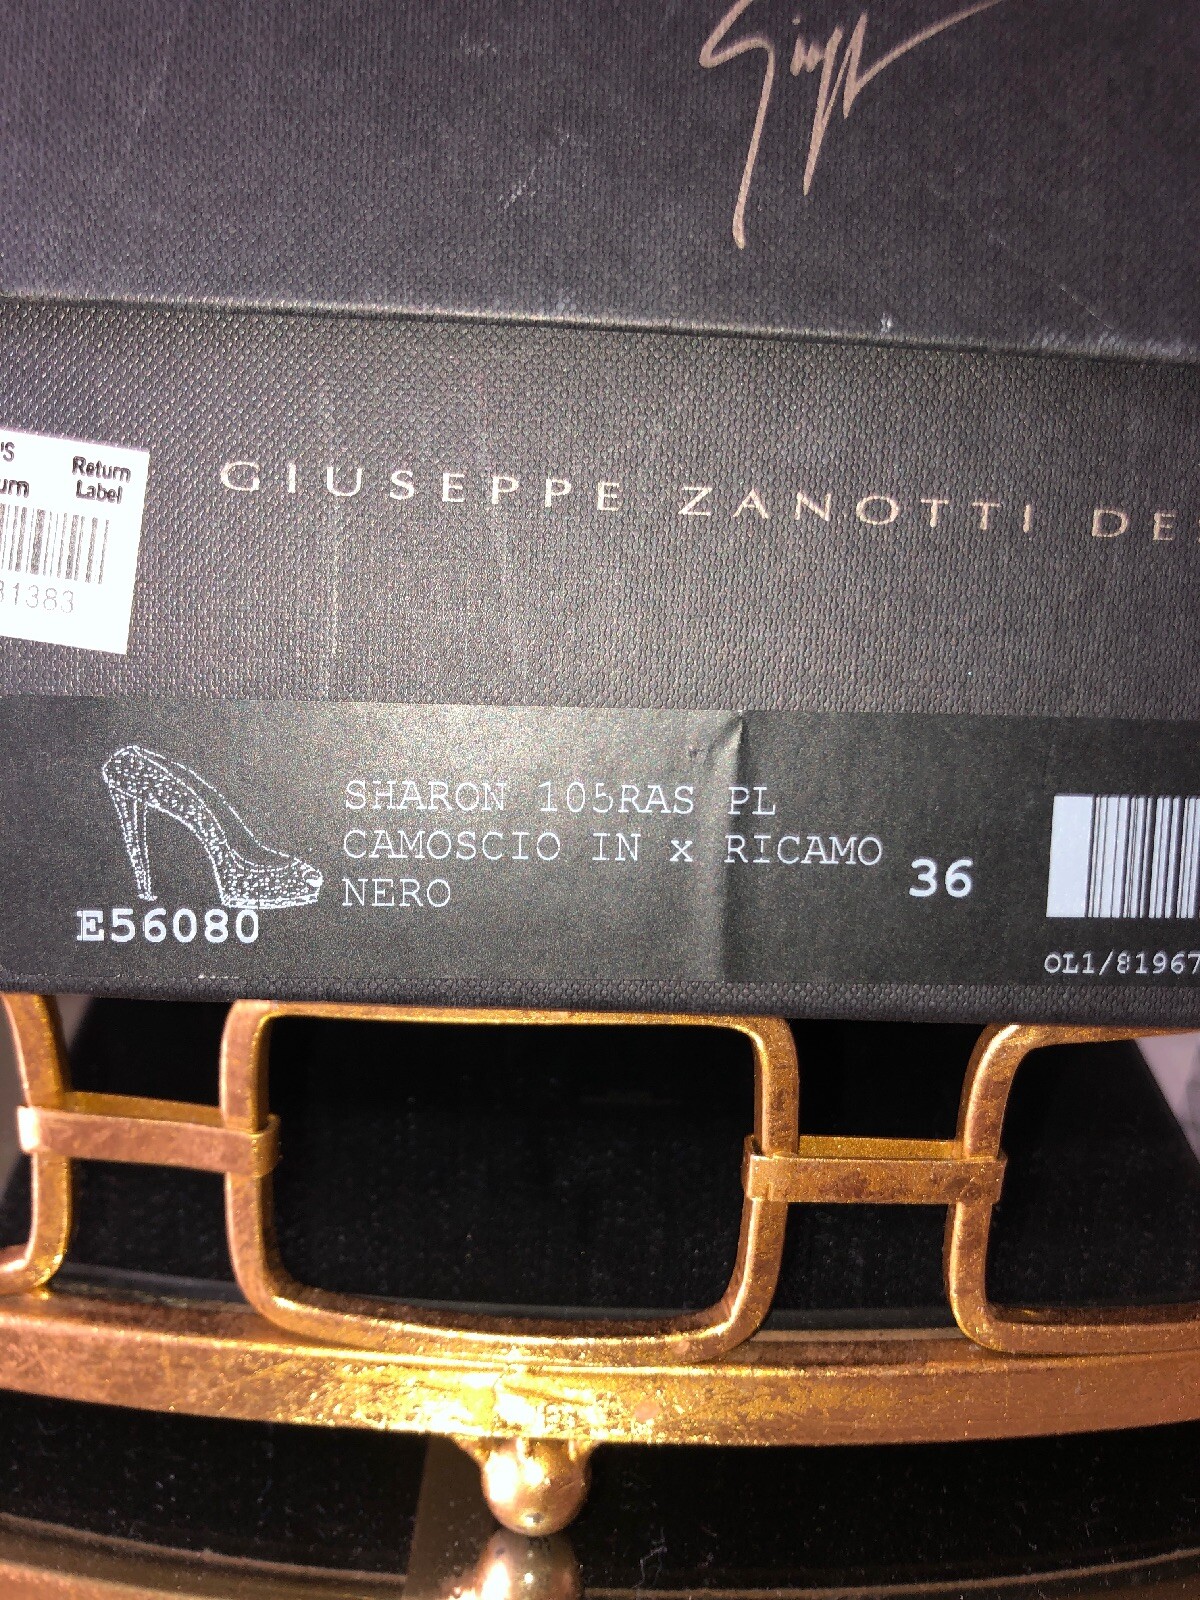 Return
Label
31383
GIUSEPPE ZANOTTI DE
SHARON 105RAS PL
CAMOSCIO IN x RICAMO
NERO
36
E56080
OL1/81967